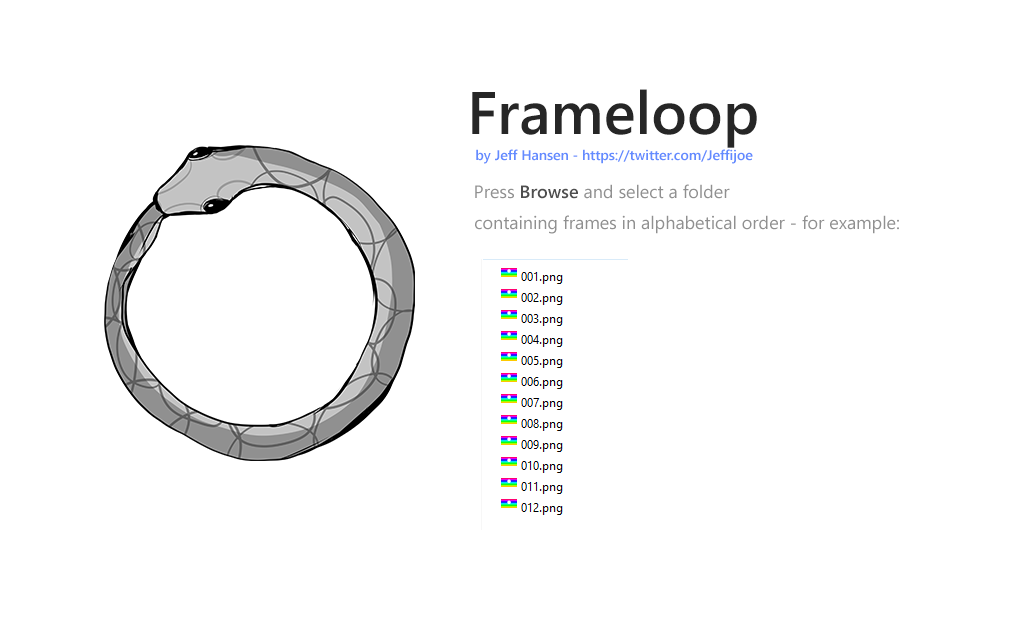 Frameloop
by Jeff Hansen - https://twitter.com/Jeffijoe
Press Browse and select a folder
containing frames in alphabetical order - for example:
001.png
002.png
003.png
004.png
005.png
006.png
007.png
008.png
009.png
010.png
011.png
012.png